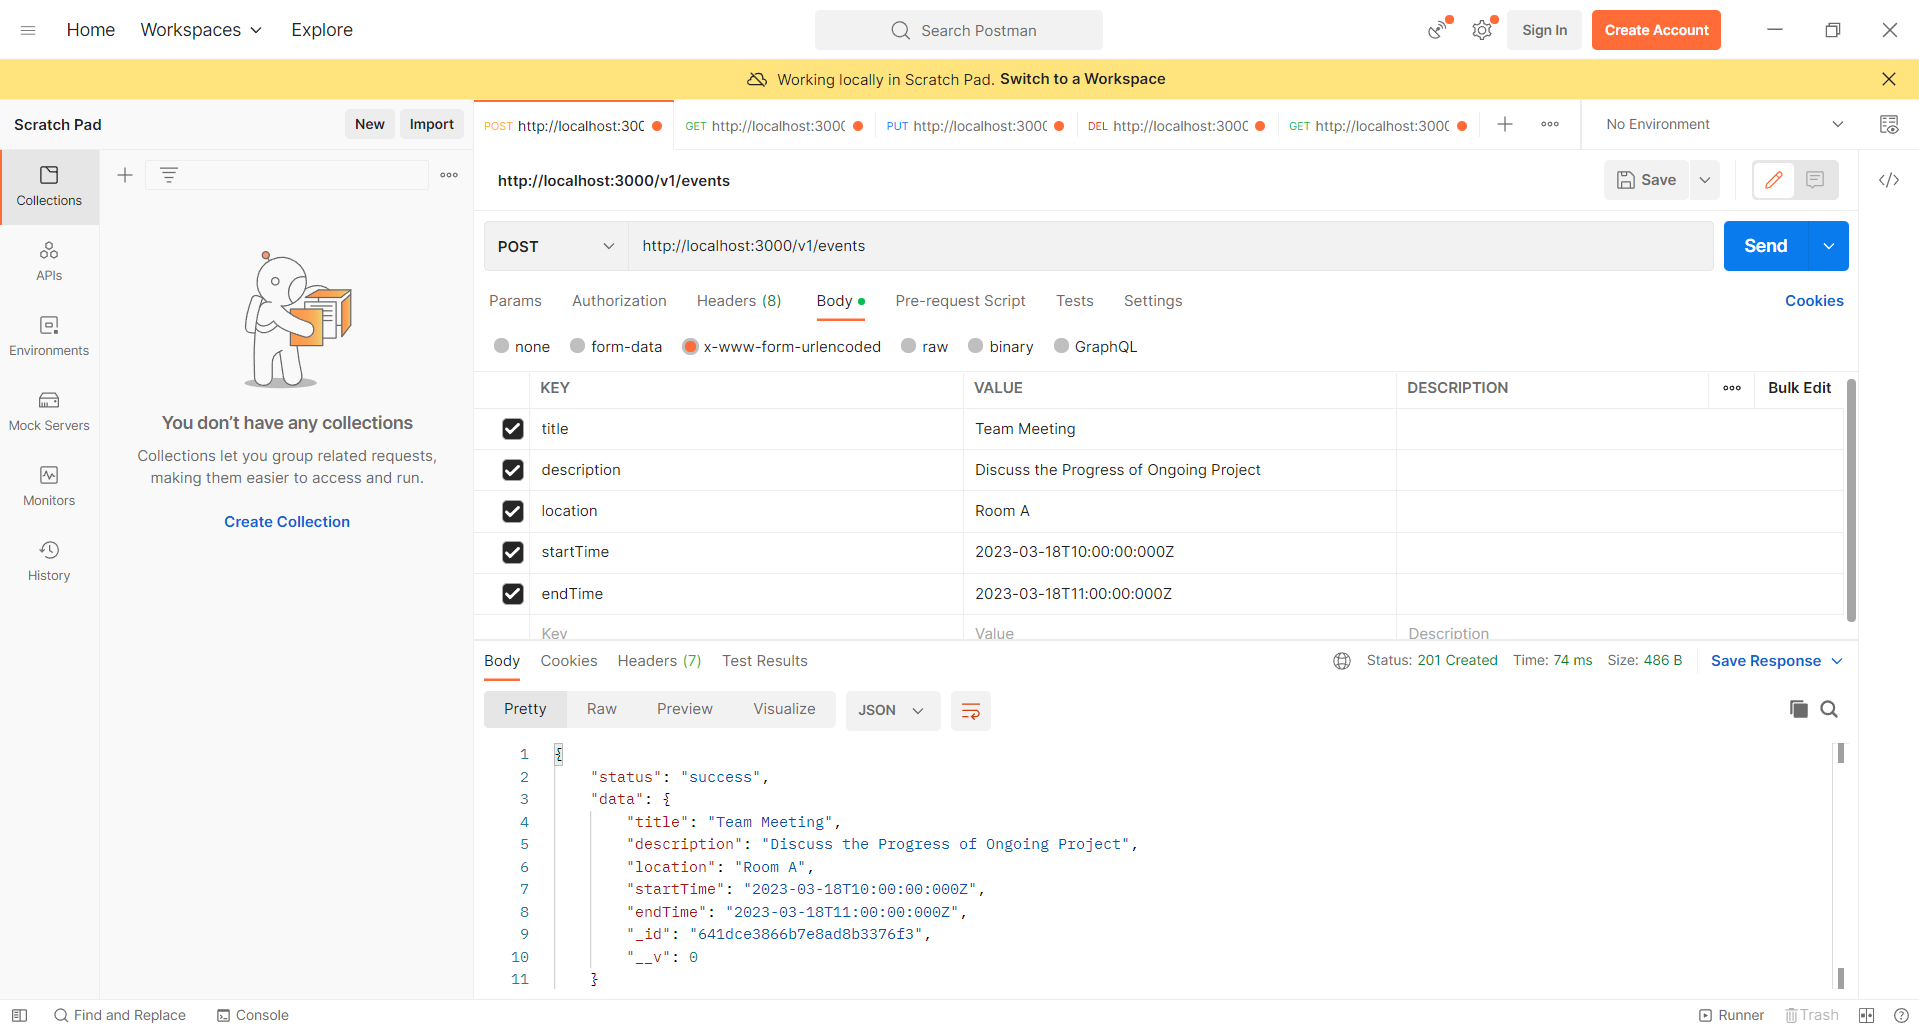 Home Workspaces Explore Search Postman Sign In Create Account
Working locally in Scratch Pad. Switch to a Workspace
Scratch Pad New Import
POST http://localhost:300 GET http://localhost:300 PUT http://localhost:300 DEL http://localhost:300 GET http://localhost:300 No Environment
Collections
APIs
Environments
Mock Servers
Monitors
History
You don't have any collections
Collections let you group related requests,
making them easier to access and run.
Create Collection
http://localhost:3000/v1/events Save
POST http://localhost:3000/v1/events Send
Params Authorization Headers (8) Body Pre-request Script Tests Settings Cookies
none form-data x-www-form-urlencoded raw binary GraphQL
KEY VALUE DESCRIPTION Bulk Edit
title Team Meeting
description Discuss the Progress of Ongoing Project
location Room A
startTime 2023-03-18T10:00:00:000Z
endTime 2023-03-18T11:00:00:000Z
Key Value Description
Body Cookies Headers (7) Test Results Status: 201 Created Time: 74 ms Size: 486 B Save Response
Pretty Raw Preview Visualize JSON
1 {
2 "status": "success",
3 "data": {
4 "title": "Team Meeting",
5 "description": "Discuss the Progress of Ongoing Project",
6 "location": "Room A",
7 "startTime": "2023-03-18T10:00:00:000Z",
8 "endTime": "2023-03-18T11:00:00:000Z",
9 "_id": "641dce3866b7e8ad8b3376f3",
10 "__v": 0
11 }
Find and Replace Console Runner Trash